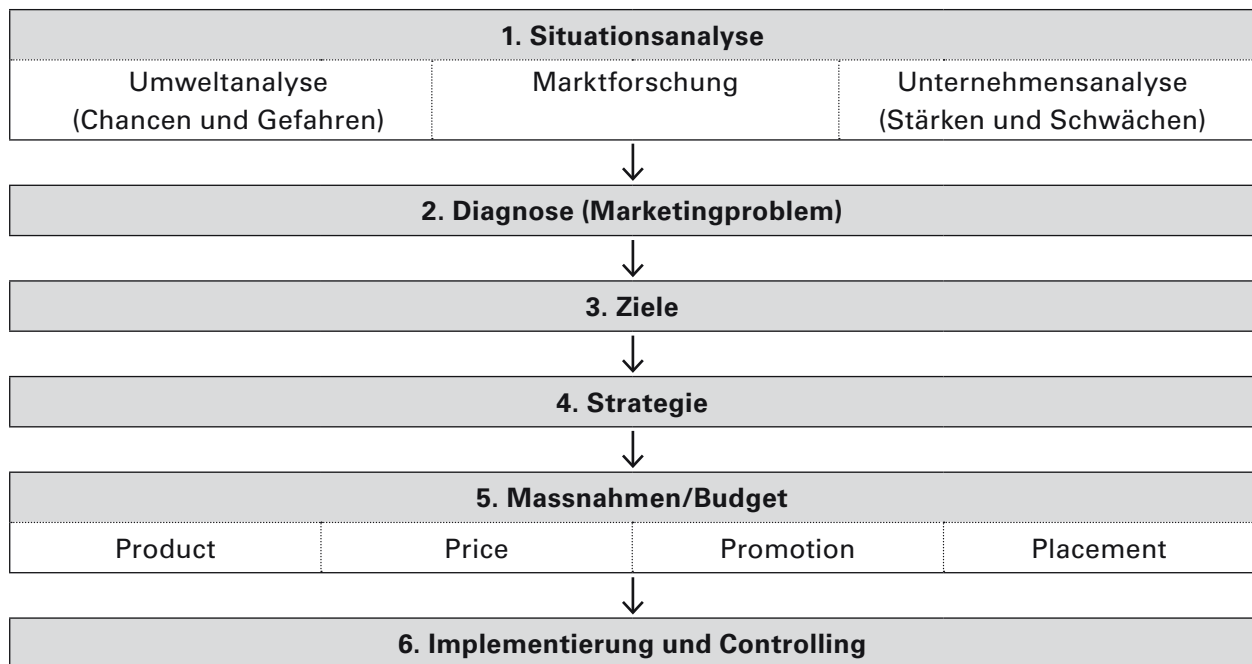 1. Situationsanalyse
Umweltanalyse
(Chancen und Gefahren)
Marktforschung
Unternehmensanalyse
(Stärken und Schwächen)
2. Diagnose (Marketingproblem)
3. Ziele
4. Strategie
5. Massnahmen/Budget
Product
Price
Promotion
Placement
6. Implementierung und Controlling